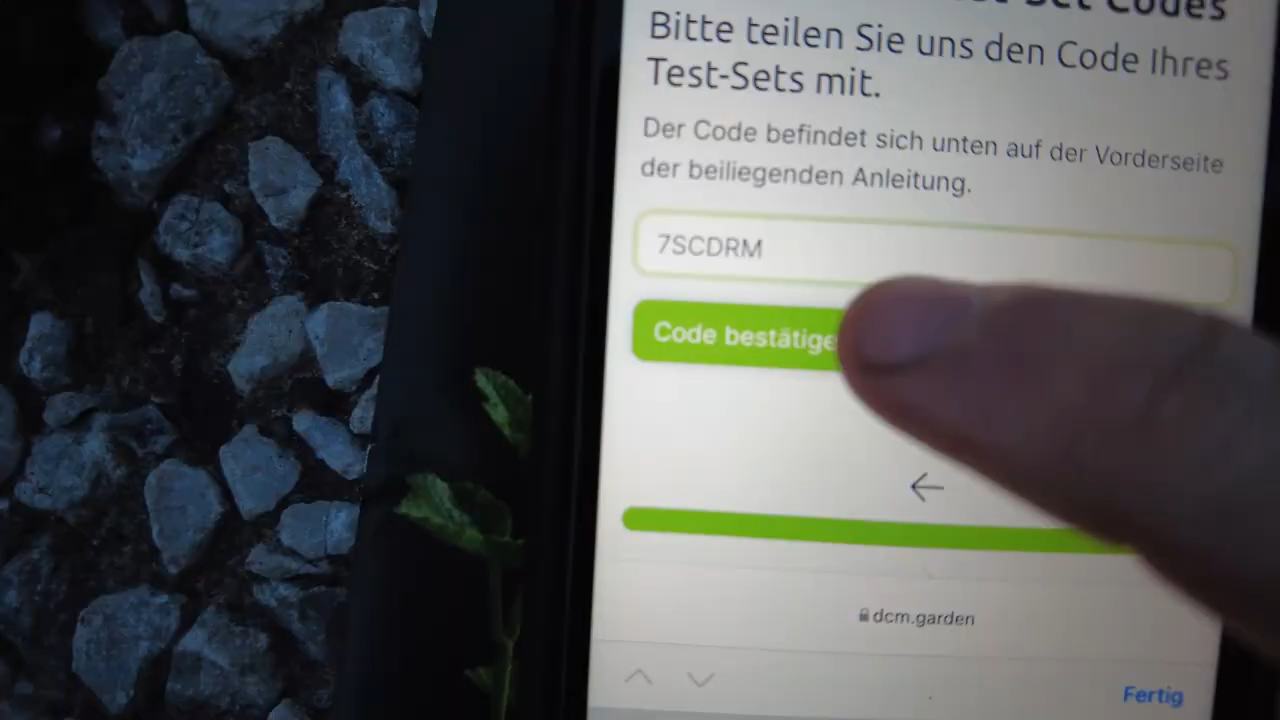 Codes
Bitte teilen Sie uns den Code Ihres
Test-Sets mit.
Der Code befindet sich unten auf der Vorderseite
der beiliegenden Anleitung.
7SCDRM
Code bestätige
dcm.garden
Fertig